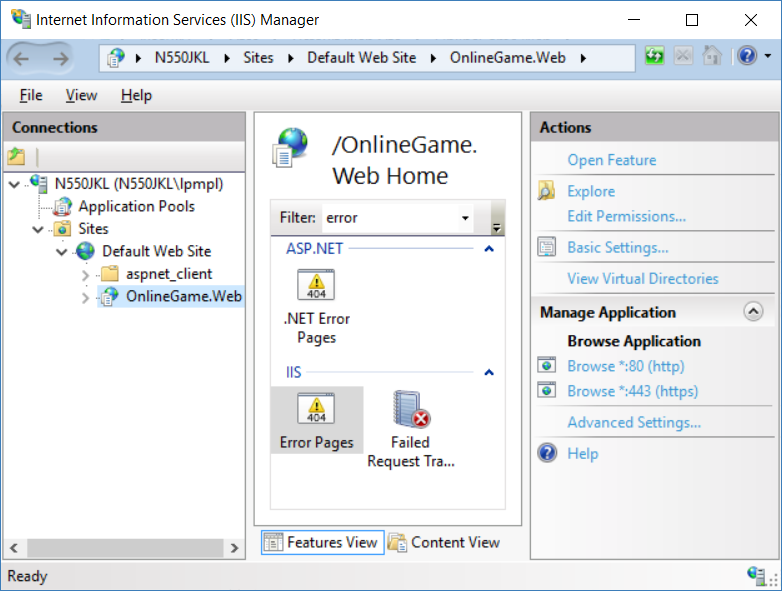 Internet Information Services (IIS) Manager
N550JKL Sites Default Web Site OnlineGame.Web
File View Help
Connections
N550JKL (N550JKL\lpmpl)
Application Pools
Sites
Default Web Site
aspnet_client
OnlineGame.Web
/OnlineGame.
Web Home
Filter: error
ASP.NET
404
.NET Error
Pages
IIS
404
Error Pages
Failed
Request Tra...
Features View Content View
Actions
Open Feature
Explore
Edit Permissions...
Basic Settings...
View Virtual Directories
Manage Application
Browse Application
Browse *:80 (http)
Browse *:443 (https)
Advanced Settings...
Help
Ready